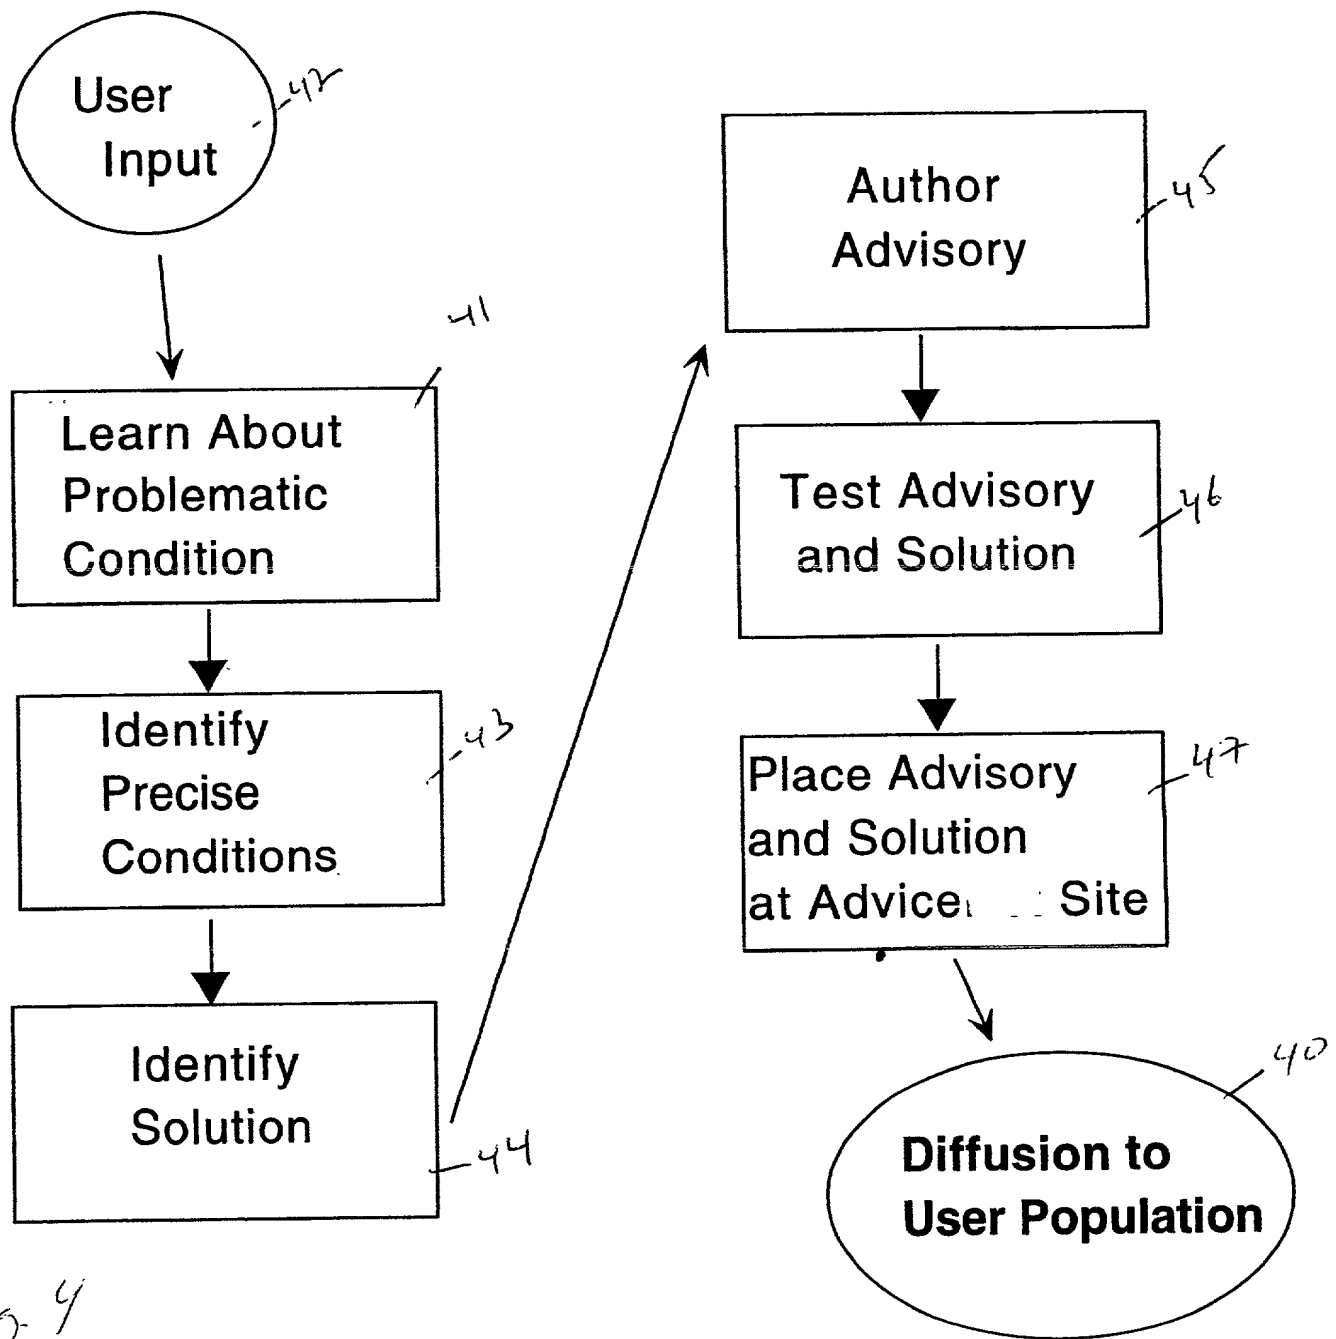 User
Input
42
41
Learn About
Problematic
Condition
Identify
Precise
Conditions
43
Identify
Solution
44
Author
Advisory
45
Test Advisory
and Solution
46
Place Advisory
and Solution
at Advice Site
47
Diffusion to
User Population
40
4